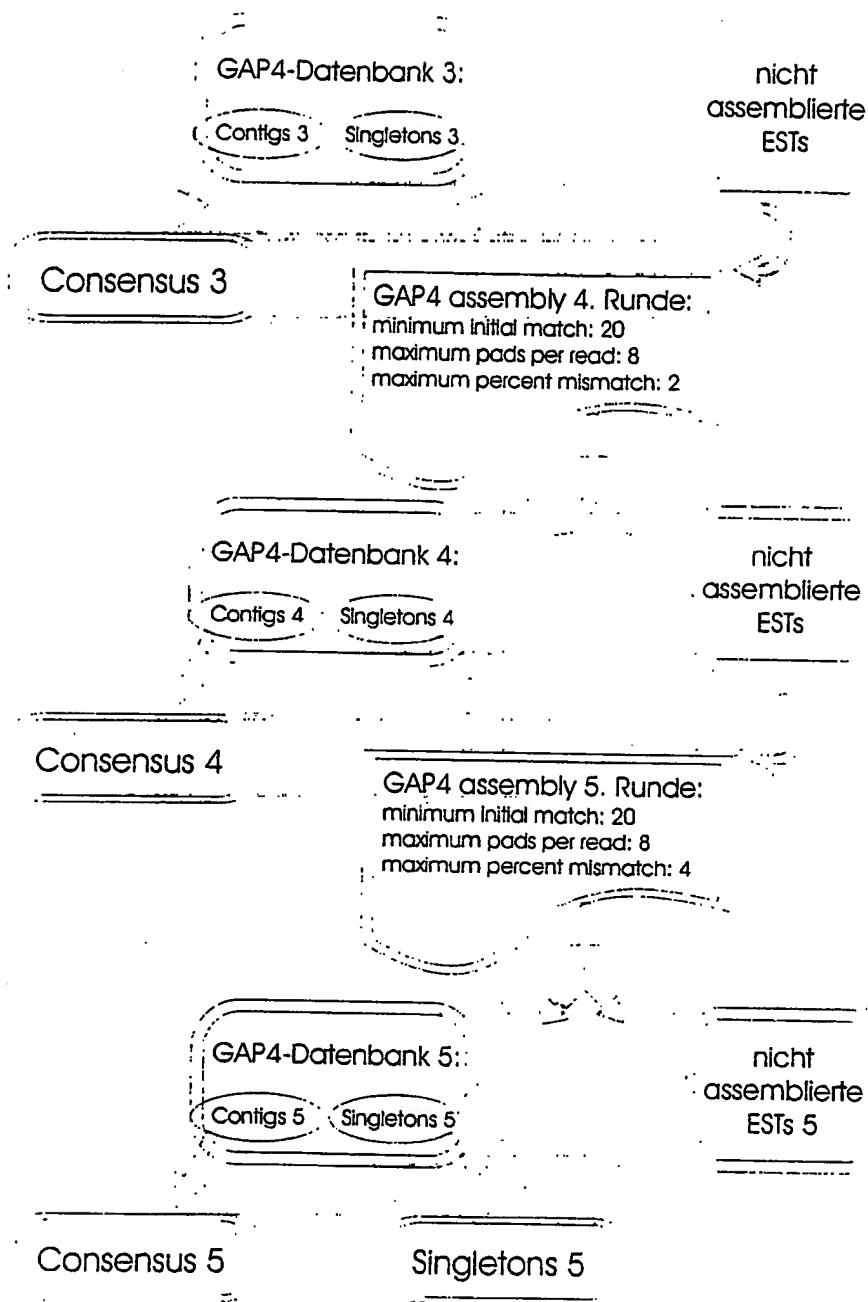 GAP4-Datenbank 3:
Contigs 3
Singletons 3
nicht
assemblierte
ESTs
Consensus 3
GAP4 assembly 4. Runde:
minimum initial match: 20
maximum pads per read: 8
maximum percent mismatch: 2
GAP4-Datenbank 4:
Contigs 4
Singletons 4
nicht
assemblierte
ESTs
Consensus 4
GAP4 assembly 5. Runde:
minimum initial match: 20
maximum pads per read: 8
maximum percent mismatch: 4
GAP4-Datenbank 5:
Contigs 5
Singletons 5
nicht
assemblierte
ESTs 5
Consensus 5
Singletons 5